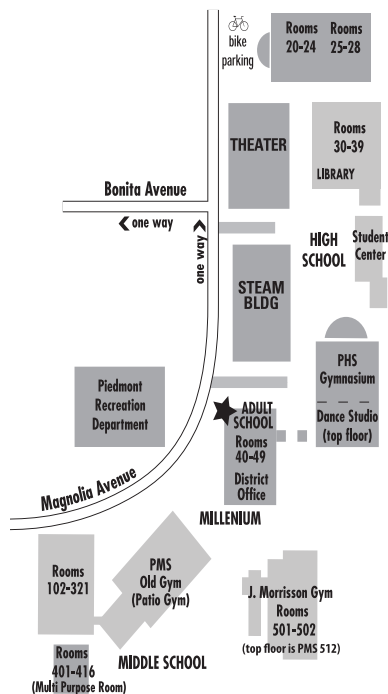 bike
parking
Rooms
20-24
Rooms
25-28
THEATER
Rooms
30-39
LIBRARY
Bonita Avenue
one way
one way
HIGH
SCHOOL
Student
Center
STEAM
BLDG
PHS
Gymnasium
Dance Studio
(top floor)
Piedmont
Recreation
Department
ADULT
SCHOOL
Rooms
40-49
District
Office
Magnolia Avenue
MILLENIUM
Rooms
102-321
PMS
Old Gym
(Patio Gym)
J. Morrisson Gym
Rooms
501-502
(top floor is PMS 512)
Rooms
401-416
(Multi Purpose Room)
MIDDLE SCHOOL